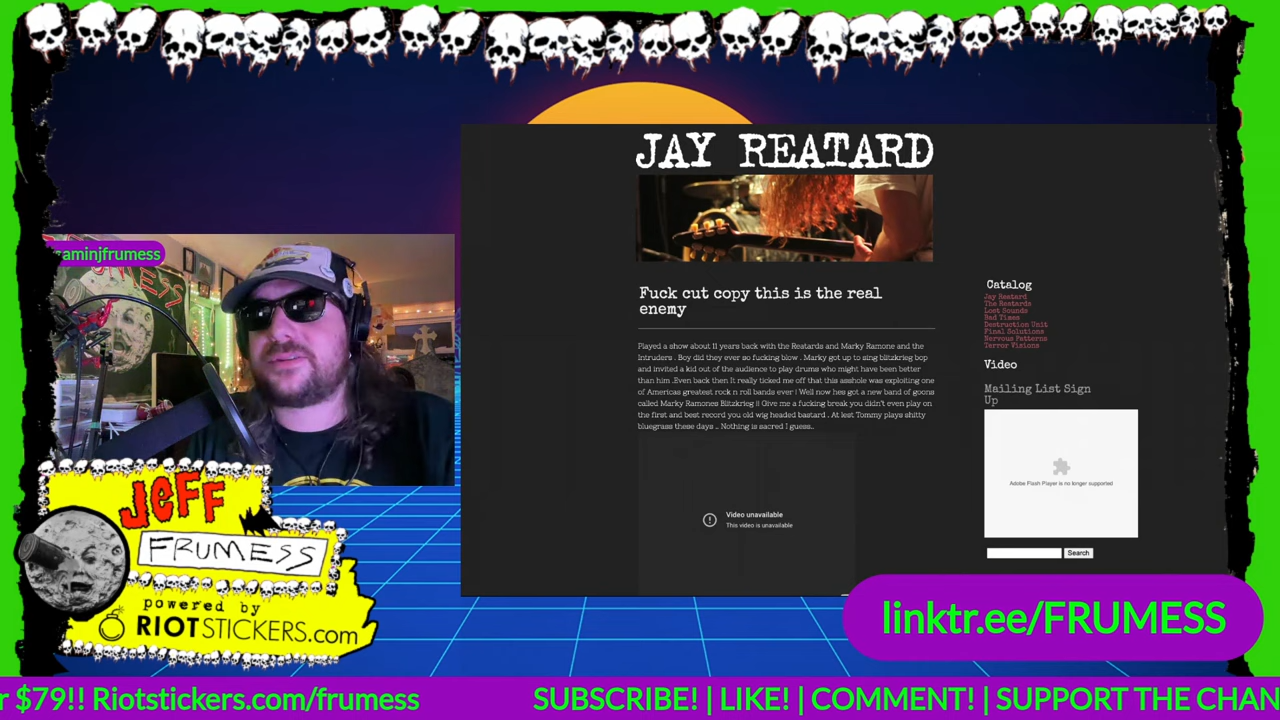 JAY REATARD
aminjfrumess
Fuck cut copy this is the real
enemy
Played a show about 11 years back with the Reatards and Marky Ramone and the
Intruders . Boy did they ever so fucking blow . Marky got up to sing blitzkrieg bop
and invited a kid out of the audience to play drums who might have been better
than him .Even back then It really ticked me off that this asshole was exploiting one
of Americas greatest rock n roll bands ever ! Well now hes got a new band of goons
called Marky Ramones Blitzkrieg !! Give me a fucking break you didn't even play on
the first and best record you old wig headed bastard . At lest Tommy plays shitty
bluegrass these days .. Nothing is sacred I guess..
Video unavailable
This video is unavailable
Catalog
Jay Reatard
The Reatards
Lost Sounds
Bad Times
Destruction Unit
Final Solutions
Nervous Patterns
Terror Visions
Video
Mailing List Sign
Up
Adobe Flash Player is no longer supported
Search
JEFF
FRUMESS
powered by
RIOTSTICKERS.com
linktr.ee/FRUMESS
r $79!! Riotstickers.com/frumess
SUBSCRIBE! | LIKE! | COMMENT! | SUPPORT THE CHAN